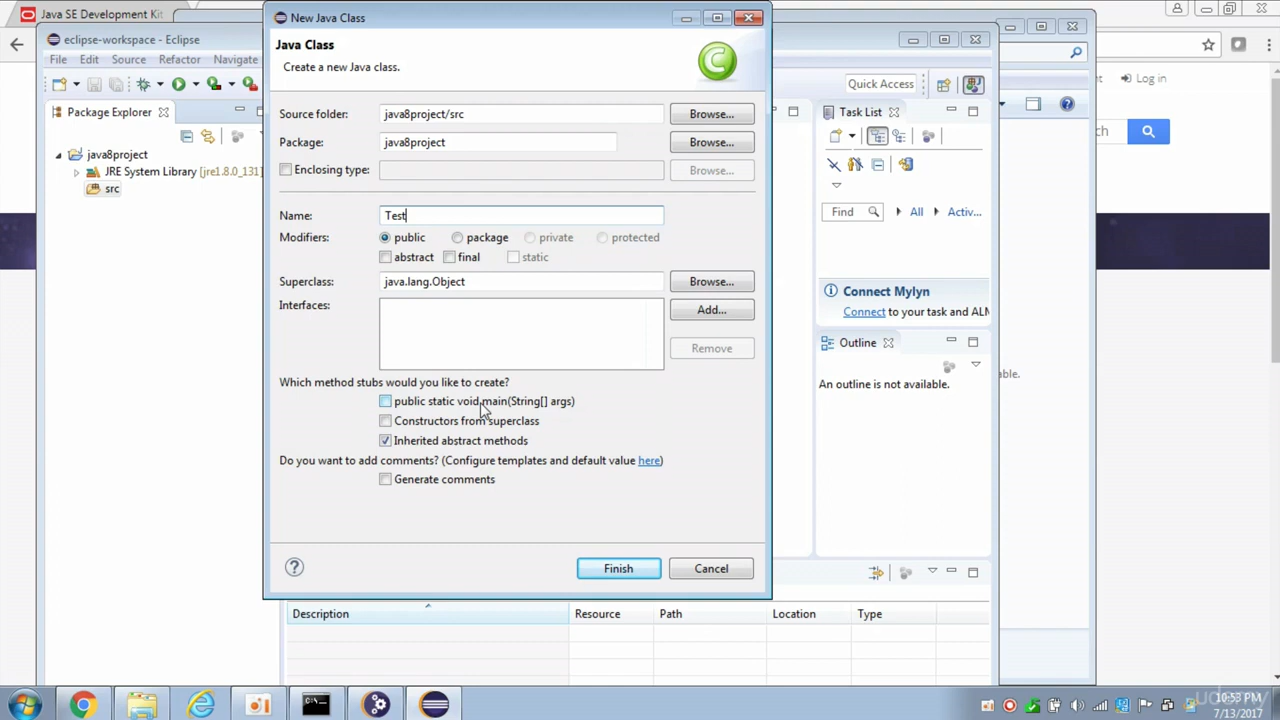 Java SE Development Kit
New Java Class
eclipse-workspace - Eclipse
File Edit Source Refactor Navigate
Java Class
Create a new Java class.
Quick Access
Log in
Package Explorer
Task List
Source folder: java8project/src Browse...
Package: java8project Browse...
Enclosing type: Browse...
java8project
JRE System Library [jre1.8.0_131]
src
Name: Test
Modifiers: public package private protected
abstract final static
Find All Activ...
Superclass: java.lang.Object Browse...
Interfaces: Add...
Remove
Connect Mylyn
Connect to your task and ALM
Outline
An outline is not available.
Which method stubs would you like to create?
public static void main(String[] args)
Constructors from superclass
Inherited abstract methods
Do you want to add comments? (Configure templates and default value here)
Generate comments
Finish Cancel
Description Resource Path Location Type
udemy
10:53 PM
7/13/2017